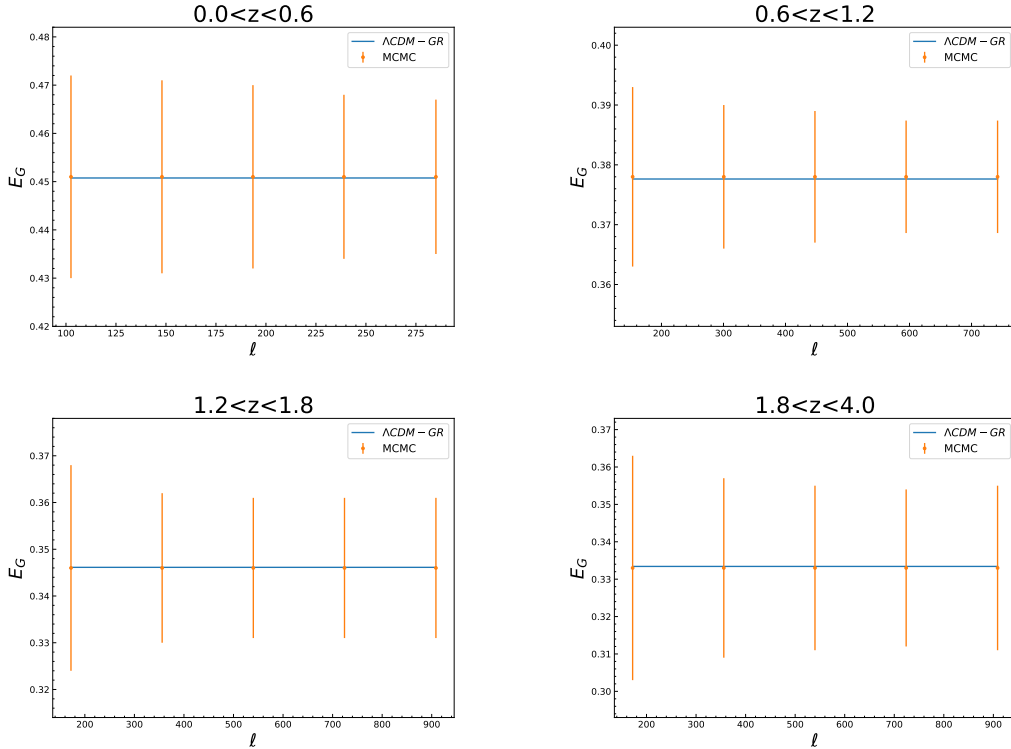 0.0<z<0.6
0.48
0.47
0.46
0.45
0.44
0.43
0.42
E_G
ΛCDM − GR
MCMC
100 125 150 175 200 225 250 275
ℓ
0.6<z<1.2
0.40
0.39
0.38
0.37
0.36
E_G
ΛCDM − GR
MCMC
200 300 400 500 600 700
ℓ
1.2<z<1.8
0.37
0.36
0.35
0.34
0.33
0.32
E_G
ΛCDM − GR
MCMC
200 300 400 500 600 700 800 900
ℓ
1.8<z<4.0
0.37
0.36
0.35
0.34
0.33
0.32
0.31
0.30
E_G
ΛCDM − GR
MCMC
200 300 400 500 600 700 800 900
ℓ